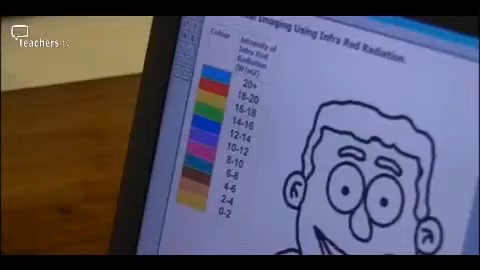 teachers tv
Imaging Using Infra Red Radiation.
Colour
Intensity of
Infra Red
Radiation
(W/m2)
20+
18-20
16-18
14-16
12-14
10-12
8-10
6-8
4-6
2-4
0-2